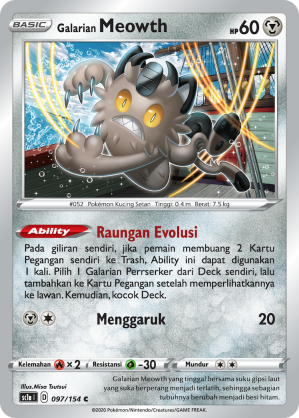 BASIC
Galarian Meowth HP 60
#052 Pokémon Kucing Setan Tinggi: 0.4 m Berat: 7.5 kg
Ability Raungan Evolusi
Pada giliran sendiri, jika pemain membuang 2 Kartu
Pegangan sendiri ke Trash, Ability ini dapat digunakan
1 kali. Pilih 1 Galarian Perrserker dari Deck sendiri, lalu
tambahkan ke Kartu Pegangan setelah memperlihatkannya
ke lawan. Kemudian, kocok Deck.
Menggaruk 20
Kelemahan ×2 Resistansi -30 Mundur
Illus. Misa Tsutsui
sc1a I D 097/154 C
Galarian Meowth yang tinggal bersama suku gipsi laut
yang suka berperang menjadi terlatih, sehingga sebagian
tubuhnya berubah menjadi besi hitam.
©2020 Pokémon/Nintendo/Creatures/GAME FREAK.